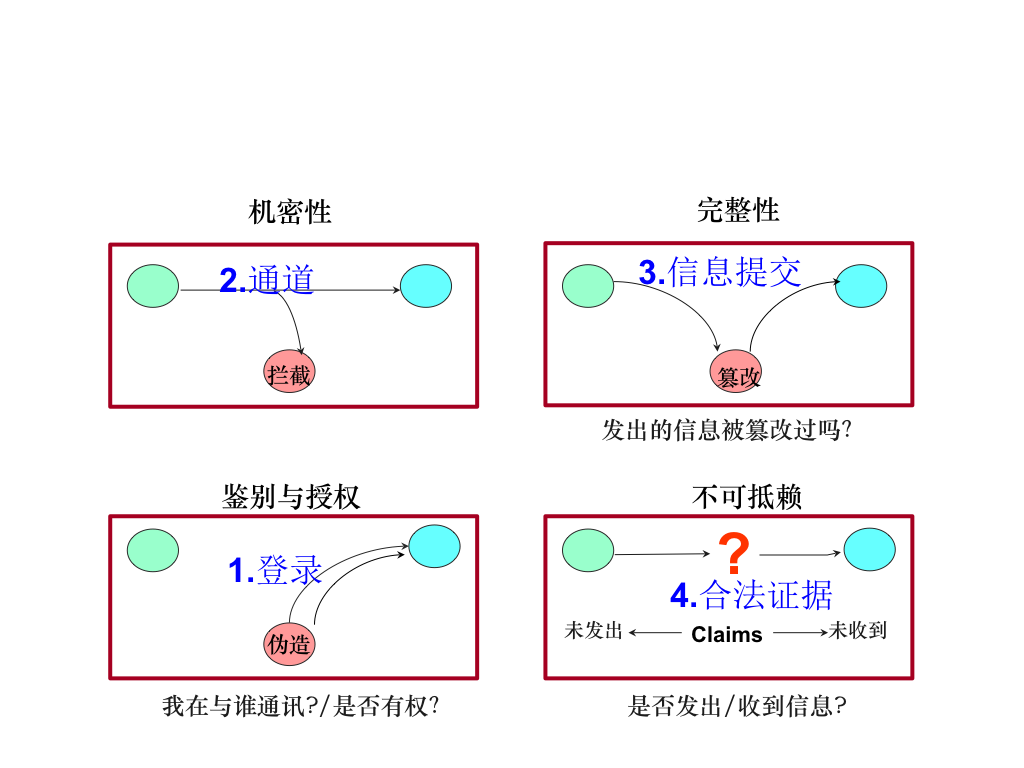 机密性
2.通道
拦截
完整性
3.信息提交
篡改
发出的信息被篡改过吗?
鉴别与授权
1.登录
伪造
我在与谁通讯?/是否有权?
不可抵赖
?
4.合法证据
未发出 Claims 未收到
是否发出/收到信息?